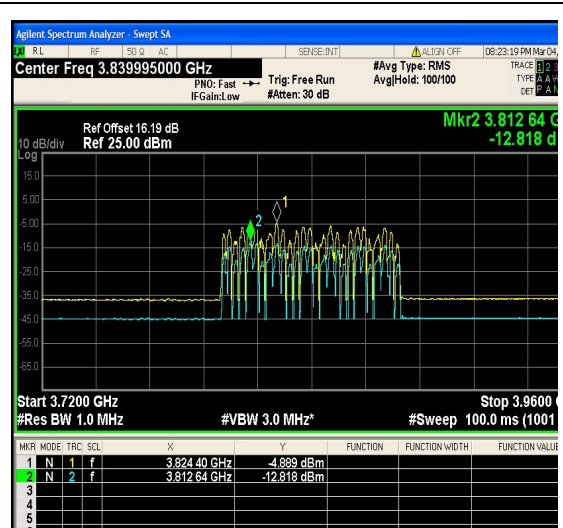 Agilent Spectrum Analyzer - Swept SA
RL RF 50 Ω AC SENSE:INT ALIGN OFF 08:23:19 PM Mar 04,
Center Freq 3.839995000 GHz #Avg Type: RMS TRACE 1 2 3
PNO: Fast Trig: Free Run Avg|Hold: 100/100 TYPE A A W
IFGain:Low #Atten: 30 dB DET P A N
Mkr2 3.812 64 G
Ref Offset 16.19 dB
10 dB/div Ref 25.00 dBm -12.818 d
Log
15.0
5.00
-5.00
-15.0
-25.0
-35.0
-45.0
-55.0
-65.0
1
2
Start 3.7200 GHz Stop 3.9600
#Res BW 1.0 MHz #VBW 3.0 MHz* #Sweep 100.0 ms (1001
MKR MODE TRC SCL X Y FUNCTION FUNCTION WIDTH FUNCTION VALUE
1 N 1 f 3.824 40 GHz -4.889 dBm
2 N 2 f 3.812 64 GHz -12.818 dBm
3
4
5